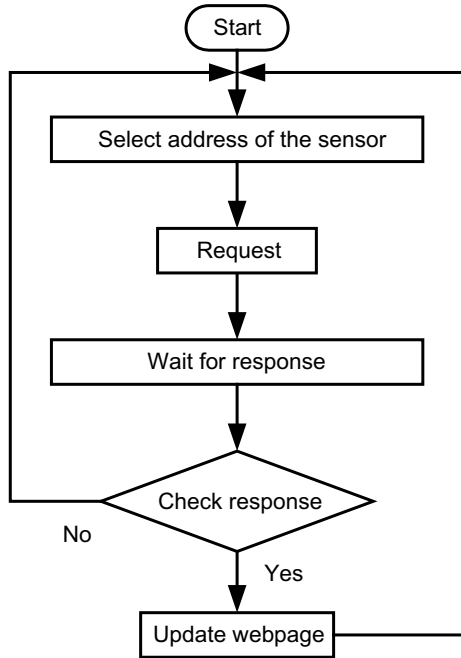 Start
Select address of the sensor
Request
Wait for response
Check response
No
Yes
Update webpage